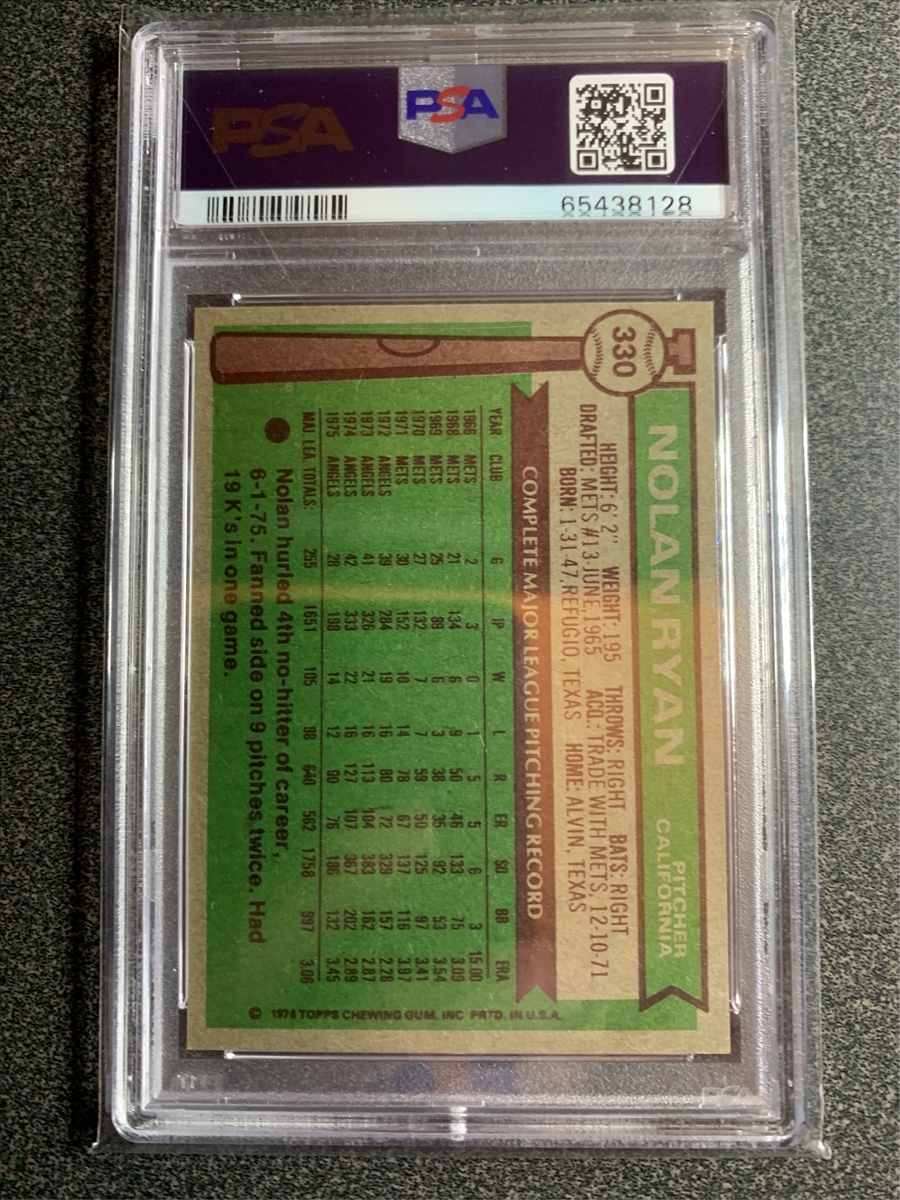 PSA
PSA
65438128
330
NOLAN RYAN
PITCHER
CALIFORNIA
HEIGHT: 6' 2" WEIGHT: 195 THROWS: RIGHT BATS: RIGHT
DRAFTED: METS #13-JUNE, 1965 ACQ.: TRADE WITH METS, 12-10-71
BORN: 1-31-47, REFUGIO, TEXAS HOME: ALVIN, TEXAS
COMPLETE MAJOR LEAGUE PITCHING RECORD
YEAR CLUB G IP W L R ER SO BB ERA
1966 METS 2 3 0 1 5 5 6 3 15.00
1968 METS 21 134 6 9 50 46 133 75 3.09
1969 METS 25 89 6 3 38 35 92 53 3.54
1970 METS 27 132 7 7 59 50 125 97 3.41
1971 METS 30 152 10 14 78 67 137 116 3.97
1972 ANGELS 39 284 19 16 80 72 329 157 2.28
1973 ANGELS 41 326 21 16 113 104 383 162 2.87
1974 ANGELS 42 333 22 16 127 107 367 202 2.89
1975 ANGELS 28 198 14 12 90 76 186 132 3.45
MAJ. LEA. TOTALS: 255 1651 105 98 640 562 1758 997 3.06
Nolan hurled 4th no-hitter of career,
6-1-75. Fanned side on 9 pitches twice. Had
19 K's in one game.
© 1976 TOPPS CHEWING GUM, INC PRTD. IN U.S.A.